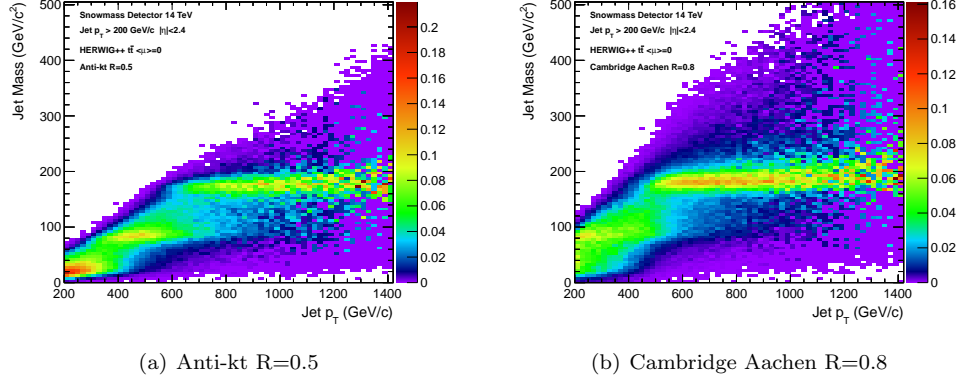 Jet Mass (GeV/c²)
500
400
300
200
100
0
Snowmass Detector 14 TeV
Jet p_T > 200 GeV/c |η|<2.4
HERWIG++ tt̄ <μ>=0
Anti-kt R=0.5
200 400 600 800 1000 1200 1400
Jet p_T (GeV/c)
0.2
0.18
0.16
0.14
0.12
0.1
0.08
0.06
0.04
0.02
0
(a) Anti-kt R=0.5
Jet Mass (GeV/c²)
500
400
300
200
100
0
Snowmass Detector 14 TeV
Jet p_T > 200 GeV/c |η|<2.4
HERWIG++ tt̄ <μ>=0
Cambridge Aachen R=0.8
200 400 600 800 1000 1200 1400
Jet p_T (GeV/c)
0.16
0.14
0.12
0.1
0.08
0.06
0.04
0.02
0
(b) Cambridge Aachen R=0.8